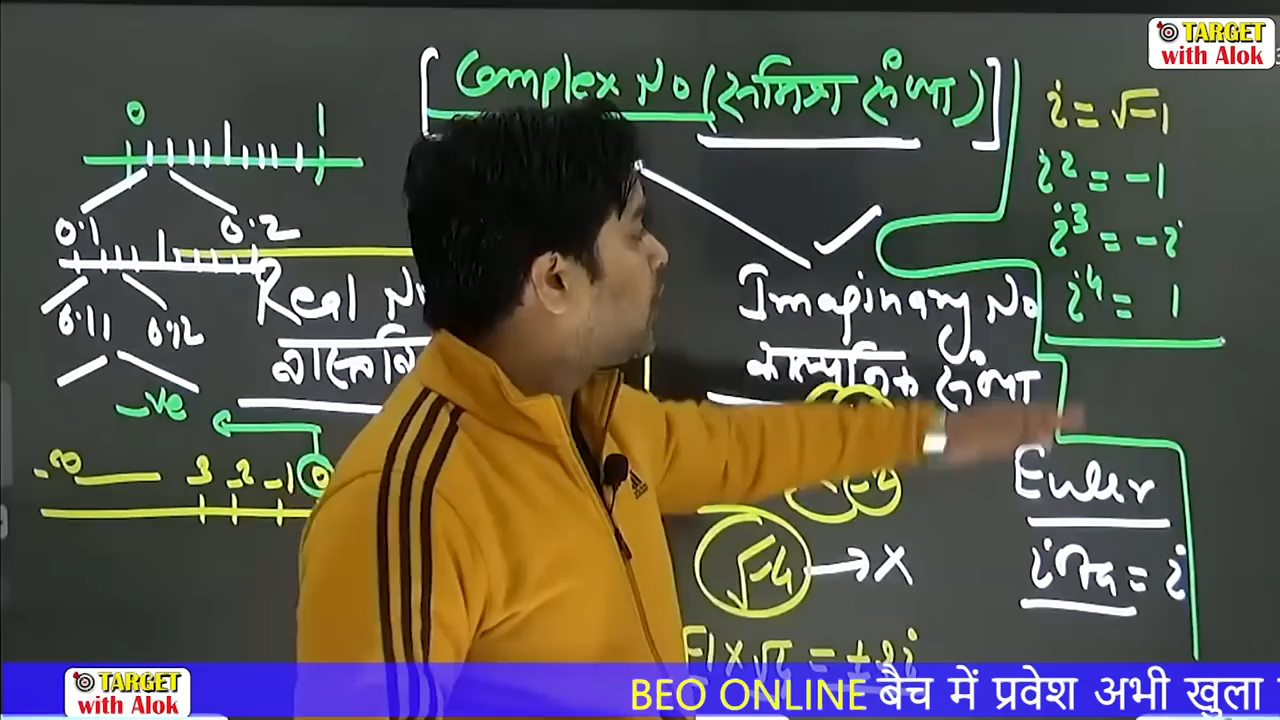 TARGET
with Alok
Complex No (सम्मिश्र संख्या)
0 1
0.1 0.2
0.11 0.12
Real
Imaginary No
काल्पनिक संख्या
i = √-1
i² = -1
i³ = -i
i⁴ = 1
-ve
3 -2 -1 0
√-4 → X
Euler
= i
TARGET
with Alok
BEO ONLINE बैच में प्रवेश अभी खुला